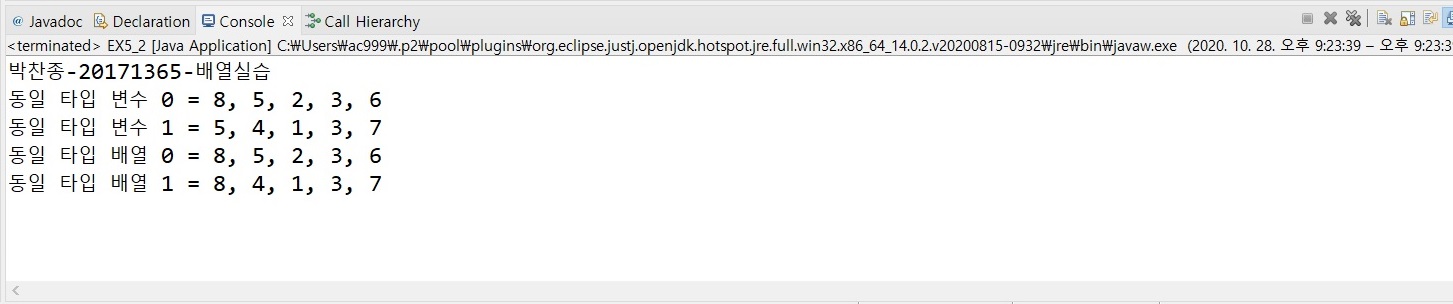 @ Javadoc Declaration Console Call Hierarchy
<terminated> EX5_2 [Java Application] C:₩Users₩ac999₩.p2₩pool₩plugins₩org.eclipse.justj.openjdk.hotspot.jre.full.win32.x86_64_14.0.2.v20200815-0932₩jre₩bin₩javaw.exe (2020. 10. 28. 오후 9:23:39 – 오후 9:23:3
박찬종-20171365-배열실습
동일 타입 변수 0 = 8, 5, 2, 3, 6
동일 타입 변수 1 = 5, 4, 1, 3, 7
동일 타입 배열 0 = 8, 5, 2, 3, 6
동일 타입 배열 1 = 8, 4, 1, 3, 7